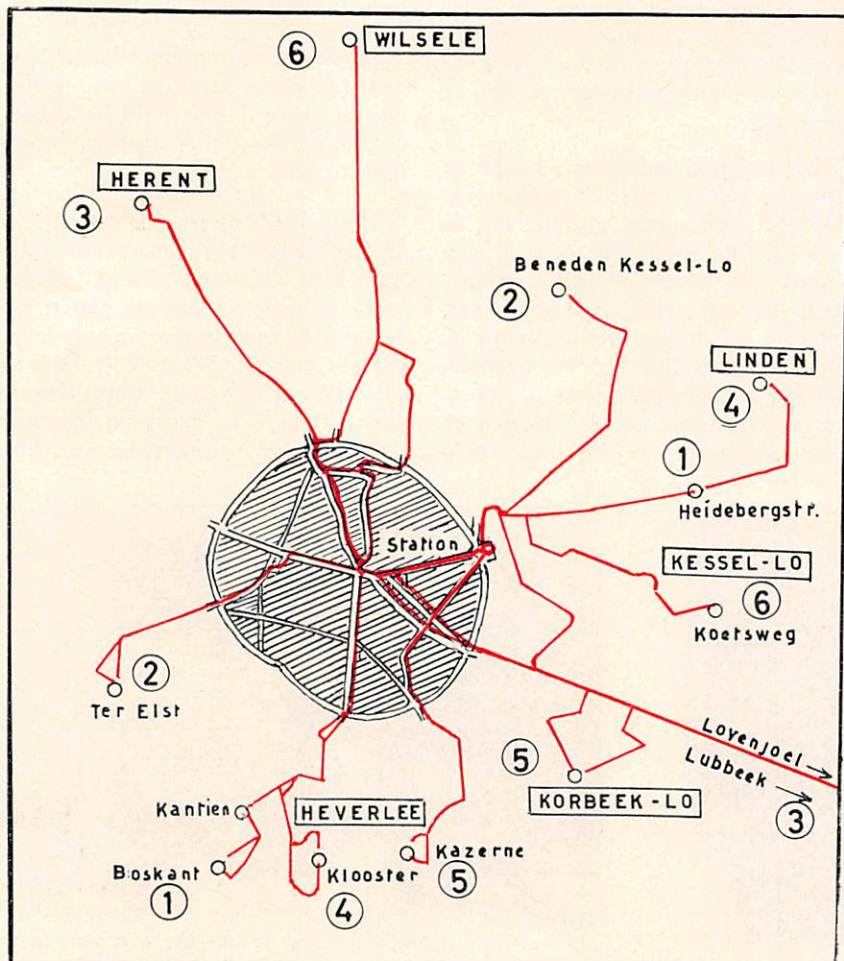 6 WILSELE
HERENT
3
Beneden Kessel-Lo
2
LINDEN
4
1
Heidebergstr.
Station
KESSEL-LO
6
Koetsweg
2
Ter Elst
Lovenjoel →
Lubbeek →
3
5
KORBEEK-LO
Kantien
HEVERLEE
Boskant
1
Klooster
4
Kazerne
5